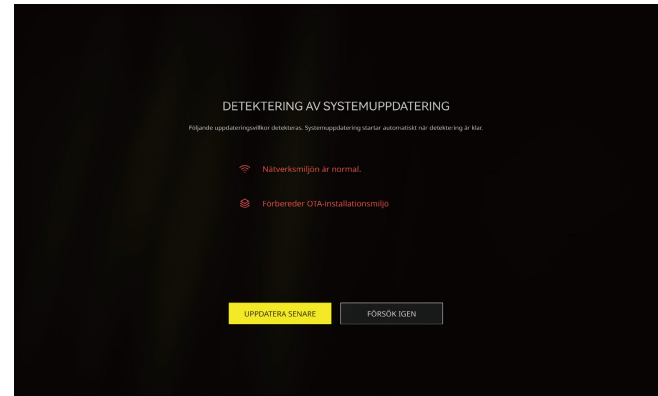 DETEKTERING AV SYSTEMUPPDATERING
Följande uppdateringsvillkor detekteras. Systemuppdatering startar automatiskt när detektering är klar.
Nätverksmiljön är normal.
Förbereder OTA-installationsmiljö
UPPDATERA SENARE
FÖRSÖK IGEN